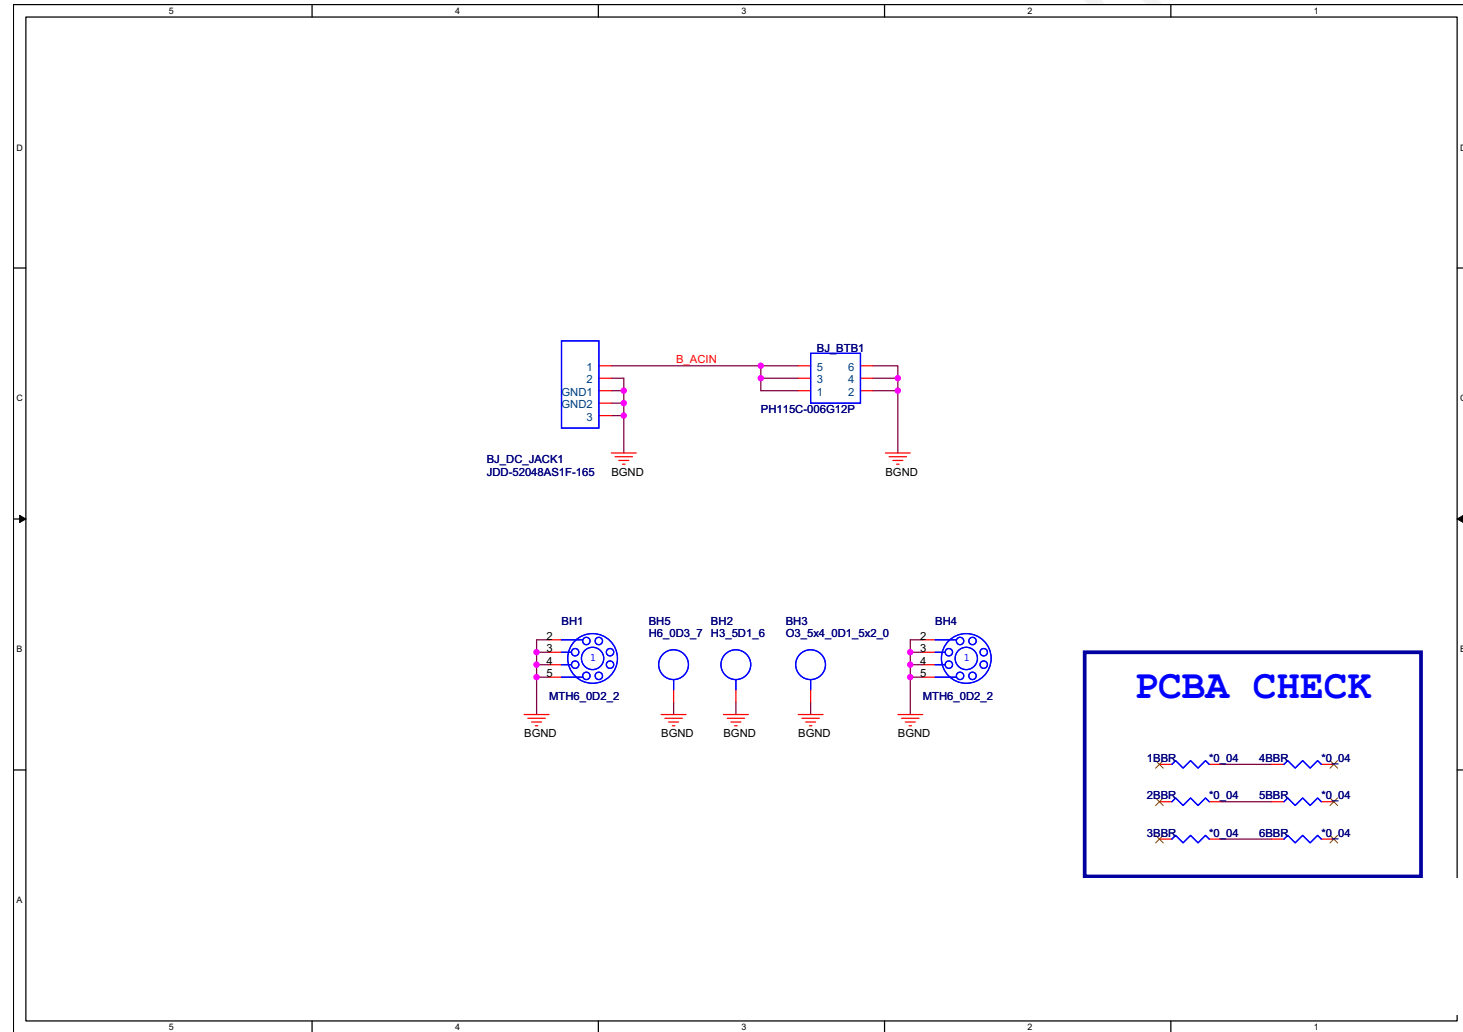 5 4 3 2 1
D D
C C
B B
A
1
2
GND1
GND2
3
B_ACIN
BJ_BTB1
5 6
3 4
1 2
PH115C-006G12P
BJ_DC_JACK1
JDD-52048AS1F-165
BGND
BGND
BH1
2
3
4
5
1
MTH6_0D2_2
BGND
BH5
H6_0D3_7
BGND
BH2
H3_5D1_6
BGND
BH3
O3_5x4_0D1_5x2_0
BGND
BH4
2
3
4
5
1
MTH6_0D2_2
BGND
PCBA CHECK
1BBR *0_04 4BBR *0_04
2BBR *0_04 5BBR *0_04
3BBR *0_04 6BBR *0_04
5 4 3 2 1